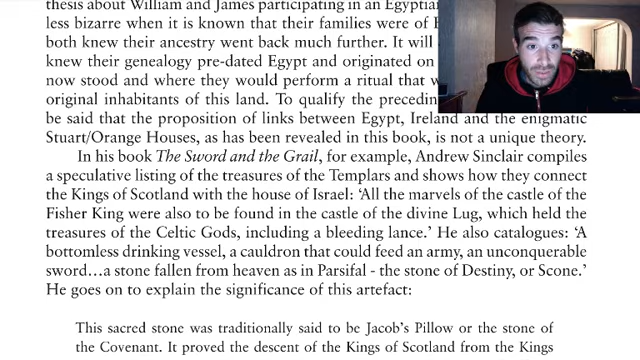 thesis about William and James participating in an Egyptian
less bizarre when it is known that their families were of
both knew their ancestry went back much further. It will
knew their genealogy pre-dated Egypt and originated on
now stood and where they would perform a ritual that
original inhabitants of this land. To qualify the
be said that the proposition of links between Egypt, Ireland and the enigmatic
Stuart/Orange Houses, as has been revealed in this book, is not a unique theory.
In his book The Sword and the Grail, for example, Andrew Sinclair compiles
a speculative listing of the treasures of the Templars and shows how they connect
the Kings of Scotland with the house of Israel: ‘All the marvels of the castle of the
Fisher King were also to be found in the castle of the divine Lug, which held the
treasures of the Celtic Gods, including a bleeding lance.’ He also catalogues: ‘A
bottomless drinking vessel, a cauldron that could feed an army, an unconquerable
sword…a stone fallen from heaven as in Parsifal - the stone of Destiny, or Scone.’
He goes on to explain the significance of this artefact:
This sacred stone was traditionally said to be Jacob’s Pillow or the stone of
the Covenant. It proved the descent of the Kings of Scotland from the Kings